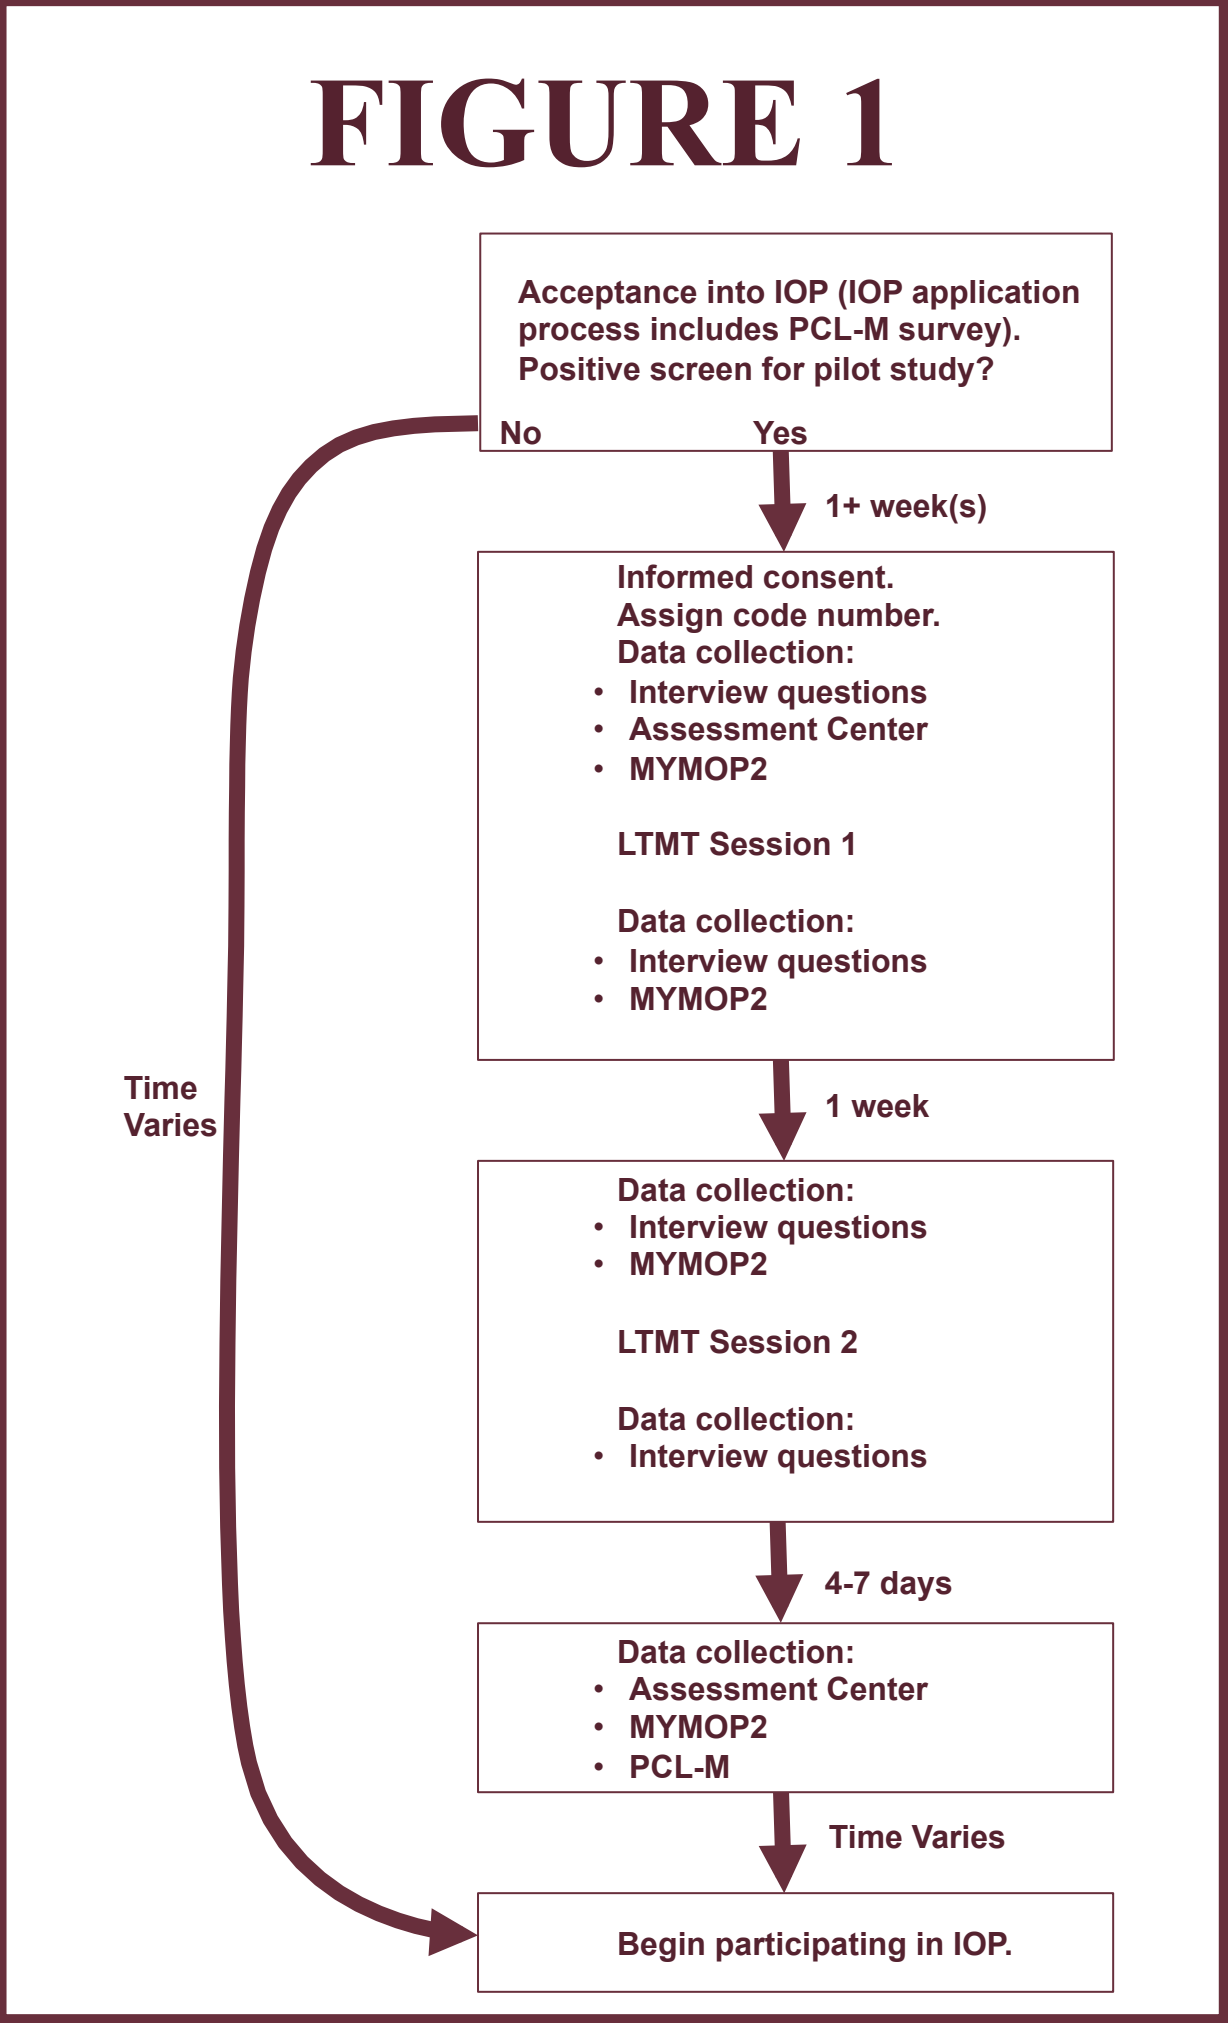 FIGURE 1
Acceptance into IOP (IOP application
process includes PCL-M survey).
Positive screen for pilot study?
No Yes
1+ week(s)
Informed consent.
Assign code number.
Data collection:
• Interview questions
• Assessment Center
• MYMOP2
LTMT Session 1
Data collection:
• Interview questions
• MYMOP2
Time
Varies
1 week
Data collection:
• Interview questions
• MYMOP2
LTMT Session 2
Data collection:
• Interview questions
4-7 days
Data collection:
• Assessment Center
• MYMOP2
• PCL-M
Time Varies
Begin participating in IOP.